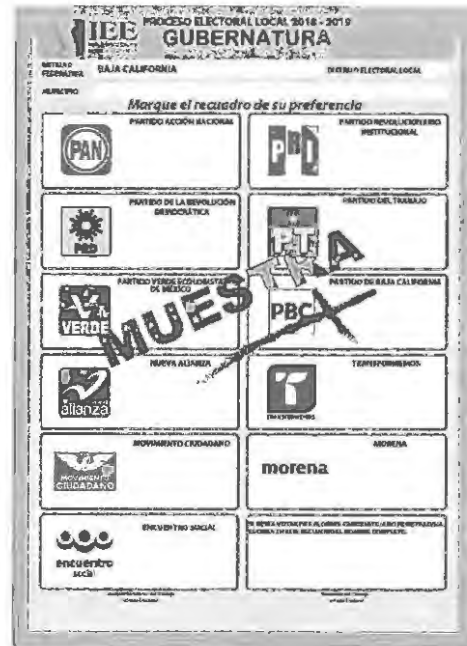 IEE
PROCESO ELECTORAL LOCAL 2018 - 2019
GUBERNATURA
BAJA CALIFORNIA
DISTRITO ELECTORAL LOCAL
MUNICIPIO
Marque el recuadro de su preferencia
PARTIDO ACCIÓN NACIONAL
PAN
PARTIDO REVOLUCIONARIO
INSTITUCIONAL
PRI
PARTIDO DE LA REVOLUCIÓN
DEMOCRÁTICA
PRD
PARTIDO DEL TRABAJO
PT
PARTIDO VERDE ECOLOGISTA
DE MÉXICO
VERDE
PARTIDO DE BAJA CALIFORNIA
PBC
MUESTRA
NUEVA ALIANZA
alianza
TRANSFORMEMOS
T
MOVIMIENTO CIUDADANO
MOVIMIENTO
CIUDADANO
MORENA
morena
ENCUENTRO SOCIAL
encuentro
social